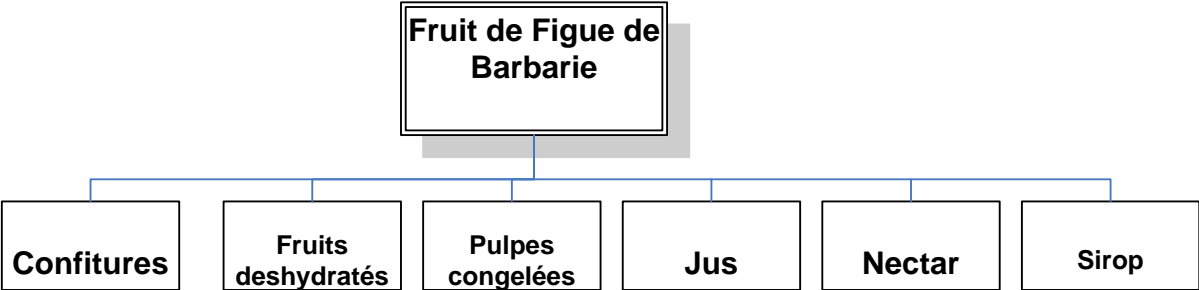 Fruit de Figue de
Barbarie
Confitures
Fruits
deshydratés
Pulpes
congelées
Jus
Nectar
Sirop